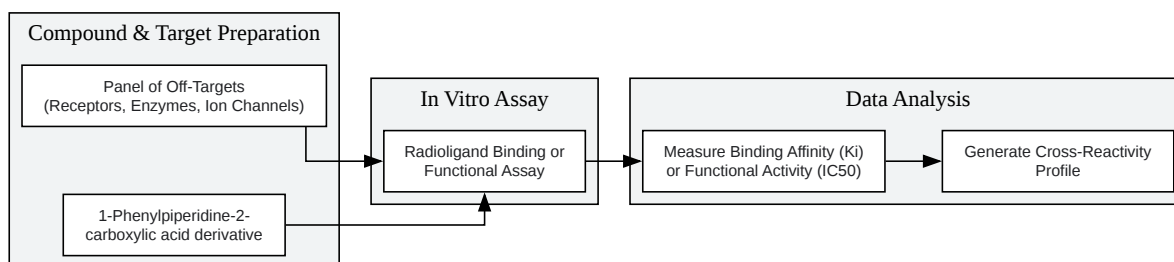 Compound & Target Preparation
Panel of Off-Targets
(Receptors, Enzymes, Ion Channels)
1-Phenylpiperidine-2-
carboxylic acid derivative
In Vitro Assay
Radioligand Binding or
Functional Assay
Data Analysis
Measure Binding Affinity (Ki)
or Functional Activity (IC50)
Generate Cross-Reactivity
Profile